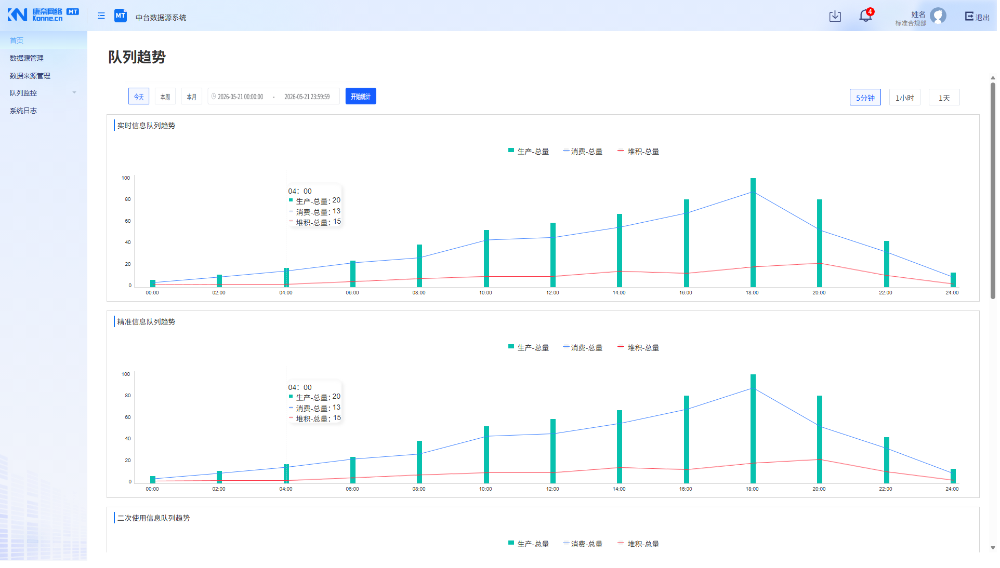 康奈网络 MT
Konne.cn
MT 中台数据源系统
4
姓名
标准合规部
退出
首页
数据源管理
数据来源管理
队列监控
系统日志
队列趋势
今天 本周 本月 2026-05-21 00:00:00 - 2026-05-21 23:59:59 开始统计
5分钟 1小时 1天
实时信息队列趋势
生产-总量 消费-总量 堆积-总量
100
80
60
40
20
0
04：00
生产-总量：20
消费-总量：13
堆积-总量：15
00:00 02:00 04:00 06:00 08:00 10:00 12:00 14:00 16:00 18:00 20:00 22:00 24:00
精准信息队列趋势
生产-总量 消费-总量 堆积-总量
100
80
60
40
20
0
04：00
生产-总量：20
消费-总量：13
堆积-总量：15
00:00 02:00 04:00 06:00 08:00 10:00 12:00 14:00 16:00 18:00 20:00 22:00 24:00
二次使用信息队列趋势
生产-总量 消费-总量 堆积-总量